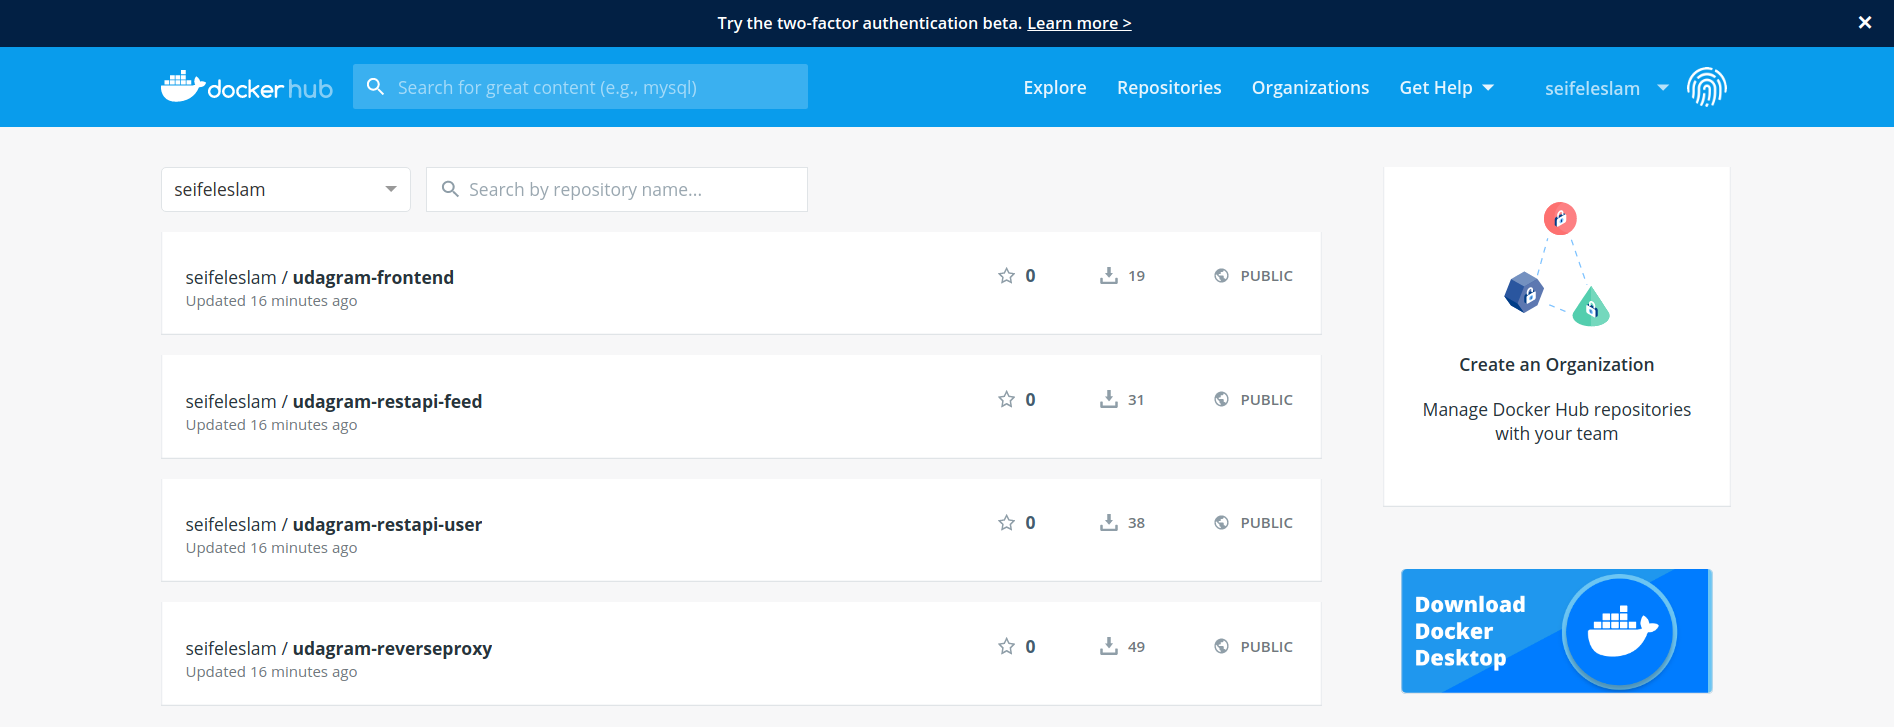 Try the two-factor authentication beta. Learn more >
docker hub
Search for great content (e.g., mysql)
Explore
Repositories
Organizations
Get Help
seifeleslam
seifeleslam
Search by repository name...
seifeleslam / udagram-frontend
0
19
PUBLIC
Updated 16 minutes ago
seifeleslam / udagram-restapi-feed
0
31
PUBLIC
Updated 16 minutes ago
seifeleslam / udagram-restapi-user
0
38
PUBLIC
Updated 16 minutes ago
seifeleslam / udagram-reverseproxy
0
49
PUBLIC
Updated 16 minutes ago
Create an Organization
Manage Docker Hub repositories
with your team
Download
Docker
Desktop